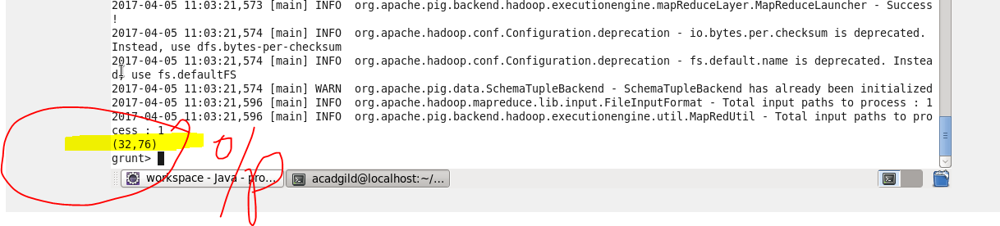 2017-04-05 11:03:21,573 [main] INFO  org.apache.pig.backend.hadoop.executionengine.mapReduceLayer.MapReduceLauncher - Success
!
2017-04-05 11:03:21,574 [main] INFO  org.apache.hadoop.conf.Configuration.deprecation - io.bytes.per.checksum is deprecated.
Instead, use dfs.bytes-per-checksum
2017-04-05 11:03:21,574 [main] INFO  org.apache.hadoop.conf.Configuration.deprecation - fs.default.name is deprecated. Instea
d, use fs.defaultFS
2017-04-05 11:03:21,574 [main] WARN  org.apache.pig.data.SchemaTupleBackend - SchemaTupleBackend has already been initialized
2017-04-05 11:03:21,596 [main] INFO  org.apache.hadoop.mapreduce.lib.input.FileInputFormat - Total input paths to process : 1
2017-04-05 11:03:21,596 [main] INFO  org.apache.pig.backend.hadoop.executionengine.util.MapRedUtil - Total input paths to pro
cess : 1
(32,76)
grunt>
o/p
workspace - Java - pro... acadgild@localhost:~/...